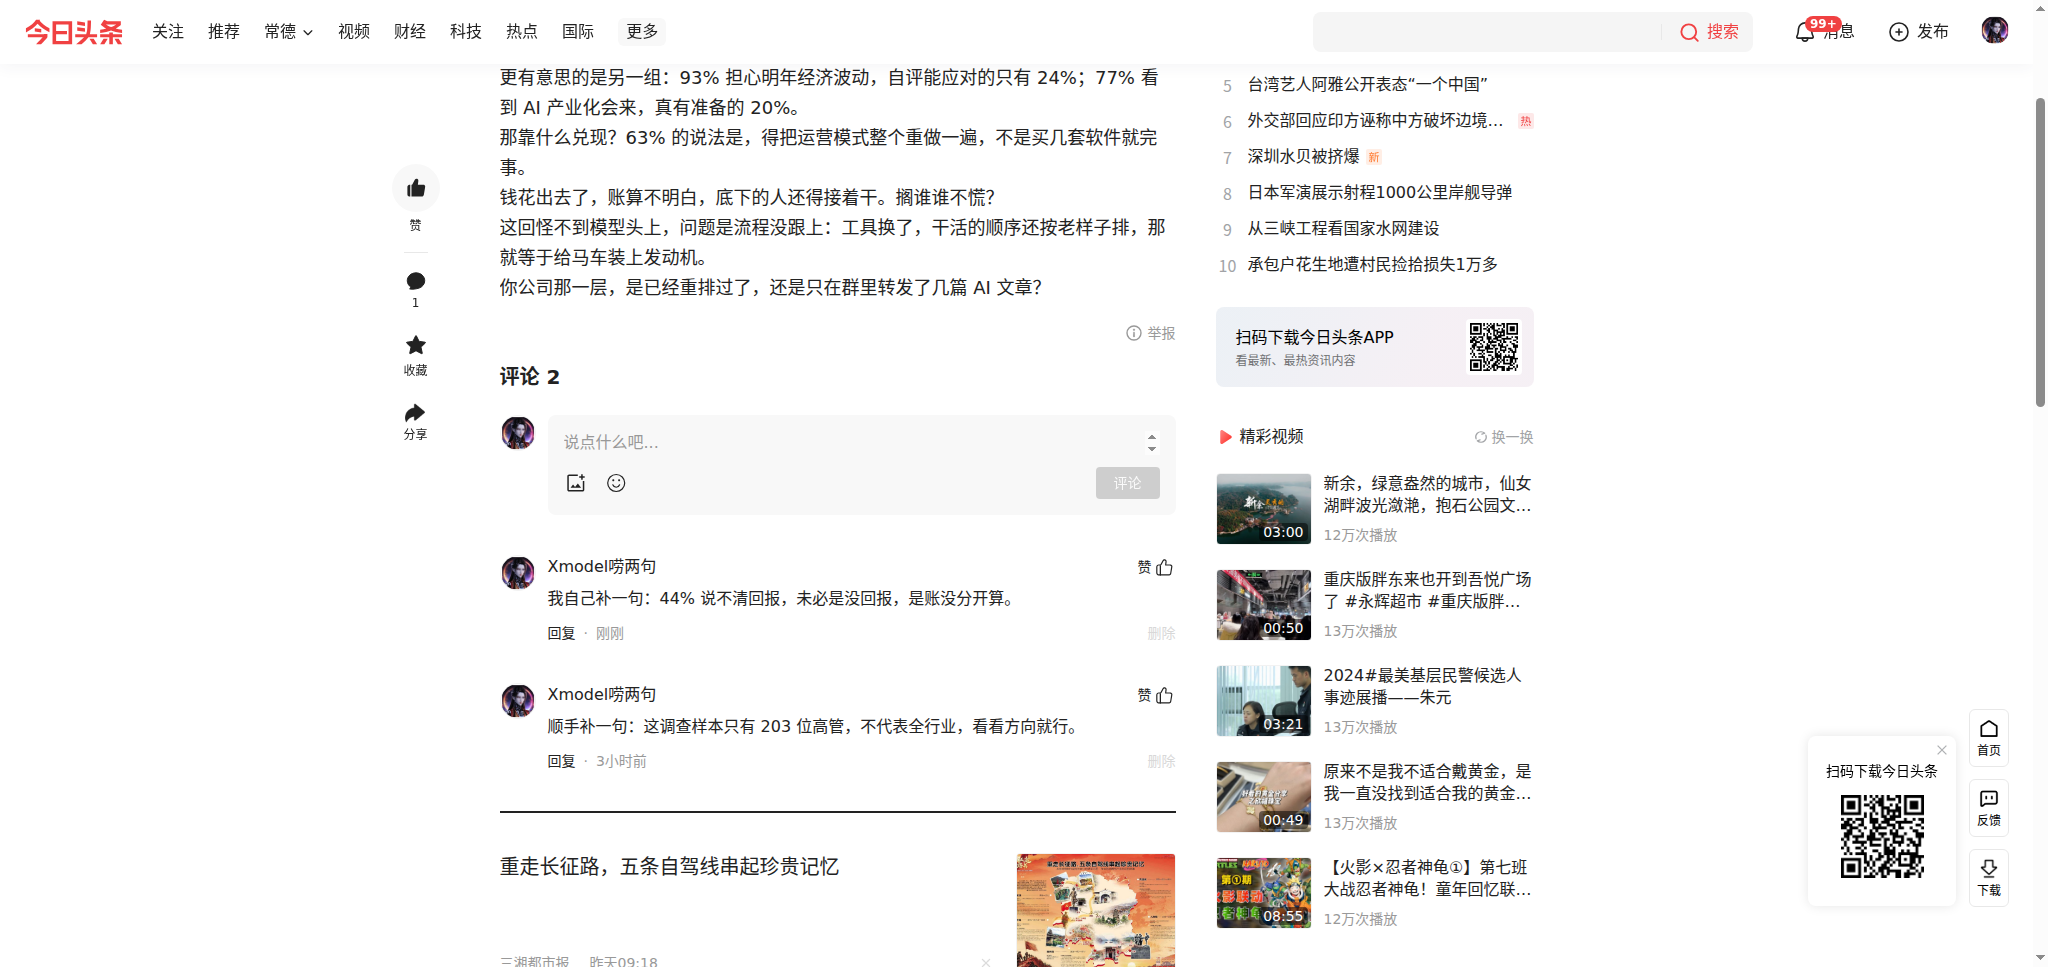 今日头条
关注 推荐 常德 视频 财经 科技 热点 国际 更多
搜索
99+
消息
发布
更有意思的是另一组：93% 担心明年经济波动，自评能应对的只有 24%；77% 看
到 AI 产业化会来，真有准备的 20%。
那靠什么兑现？63% 的说法是，得把运营模式整个重做一遍，不是买几套软件就完
事。
钱花出去了，账算不明白，底下的人还得接着干。搁谁谁不慌？
这回怪不到模型头上，问题是流程没跟上：工具换了，干活的顺序还按老样子排，那
就等于给马车装上发动机。
你公司那一层，是已经重排过了，还是只在群里转发了几篇 AI 文章？
赞
1
收藏
分享
举报
评论 2
说点什么吧...
评论
Xmodel唠两句
赞
我自己补一句：44% 说不清回报，未必是没回报，是账没分开算。
回复 · 刚刚
删除
Xmodel唠两句
赞
顺手补一句：这调查样本只有 203 位高管，不代表全行业，看看方向就行。
回复 · 3小时前
删除
重走长征路，五条自驾线串起珍贵记忆
三湘都市报 昨天09:18
重走长征路 五条自驾线串起珍贵记忆
5 台湾艺人阿雅公开表态“一个中国”
6 外交部回应印方诬称中方破坏边境... 热
7 深圳水贝被挤爆 新
8 日本军演展示射程1000公里岸舰导弹
9 从三峡工程看国家水网建设
10 承包户花生地遭村民捡拾损失1万多
扫码下载今日头条APP
看最新、最热资讯内容
精彩视频
换一换
03:00
新余，绿意盎然的城市，仙女
湖畔波光潋滟，抱石公园文...
12万次播放
00:50
重庆版胖东来也开到吾悦广场
了 #永辉超市 #重庆版胖...
13万次播放
03:21
2024#最美基层民警候选人
事迹展播——朱元
13万次播放
00:49
原来不是我不适合戴黄金，是
我一直没找到适合我的黄金...
13万次播放
第①期
08:55
【火影×忍者神龟①】第七班
大战忍者神龟！童年回忆联...
12万次播放
扫码下载今日头条
首页
反馈
下载